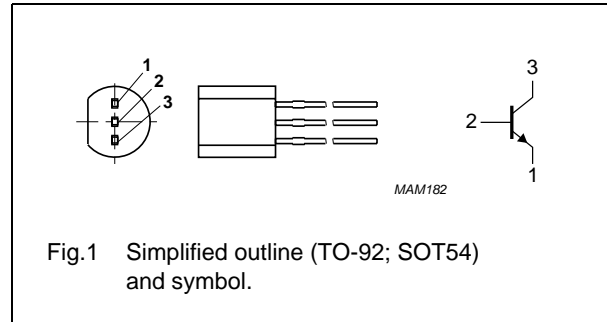 1
2
3
3
2
1
MAM182
Fig.1 Simplified outline (TO-92; SOT54)
and symbol.